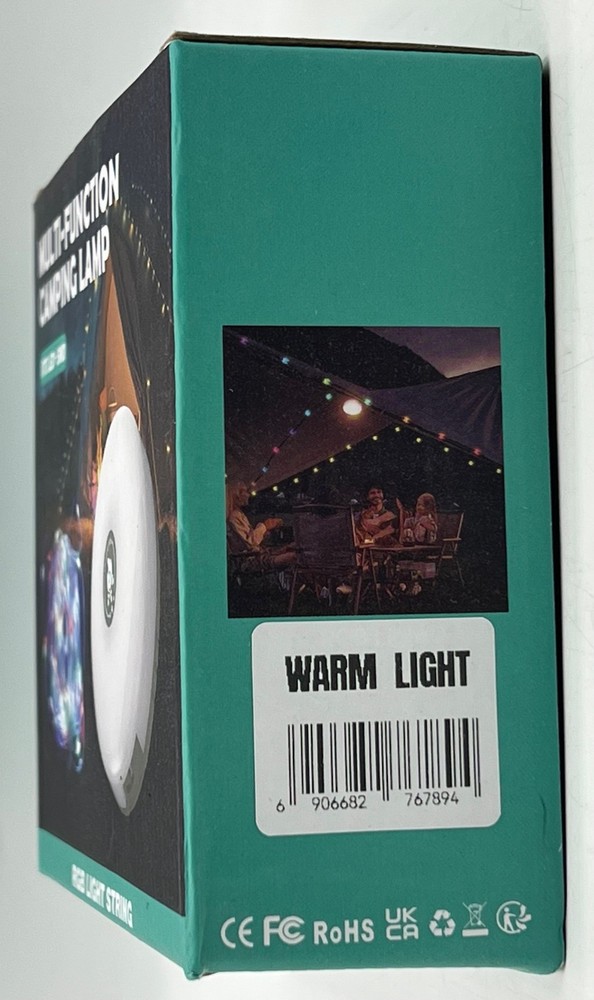 MULTI-FUNCTION
CAMPING LAMP
RGB LIGHT STRING
WARM LIGHT
6 906682 767894
CE FC RoHS UK
CA